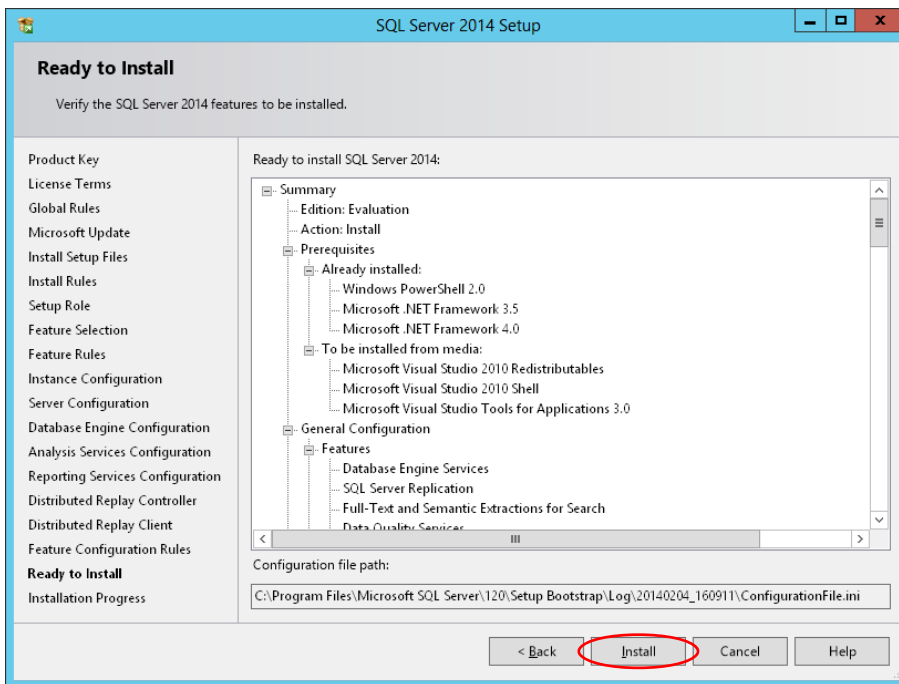 SQL Server 2014 Setup
Ready to Install
Verify the SQL Server 2014 features to be installed.
Product Key
License Terms
Global Rules
Microsoft Update
Install Setup Files
Install Rules
Setup Role
Feature Selection
Feature Rules
Instance Configuration
Server Configuration
Database Engine Configuration
Analysis Services Configuration
Reporting Services Configuration
Distributed Replay Controller
Distributed Replay Client
Feature Configuration Rules
Ready to Install
Installation Progress
Ready to install SQL Server 2014:
Summary
Edition: Evaluation
Action: Install
Prerequisites
Already installed:
Windows PowerShell 2.0
Microsoft .NET Framework 3.5
Microsoft .NET Framework 4.0
To be installed from media:
Microsoft Visual Studio 2010 Redistributables
Microsoft Visual Studio 2010 Shell
Microsoft Visual Studio Tools for Applications 3.0
General Configuration
Features
Database Engine Services
SQL Server Replication
Full-Text and Semantic Extractions for Search
Data Quality Services
Configuration file path:
C:\Program Files\Microsoft SQL Server\120\Setup Bootstrap\Log\20140204_160911\ConfigurationFile.ini
< Back
Install
Cancel
Help